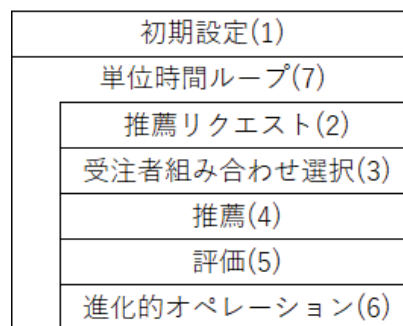 初期設定(1)
単位時間ループ(7)
推薦リクエスト(2)
受注者組み合わせ選択(3)
推薦(4)
評価(5)
進化的オペレーション(6)